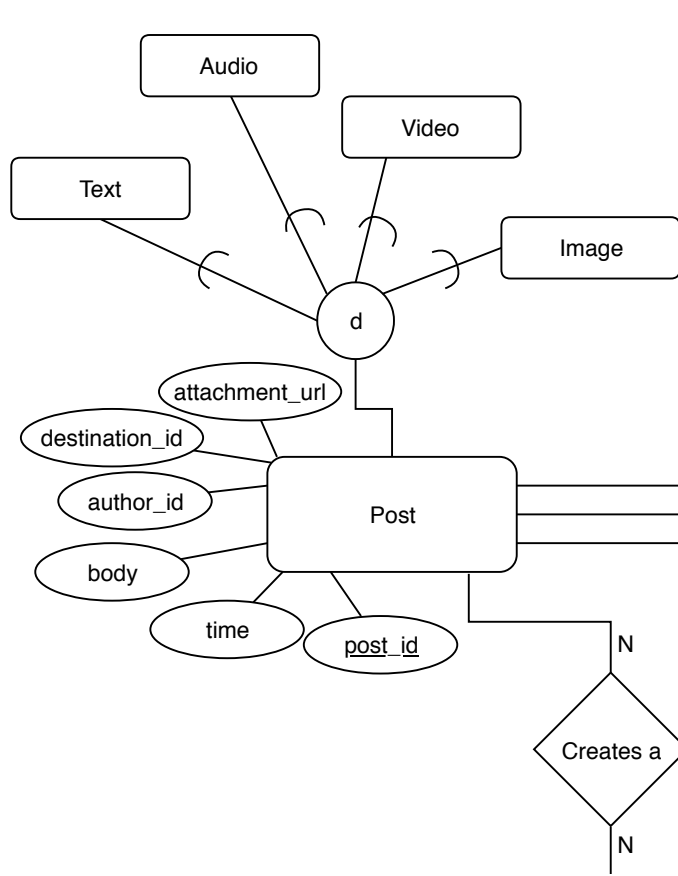 Audio
Video
Text
Image
d
attachment_url
destination_id
author_id
Post
body
time
post_id
N
Creates a
N